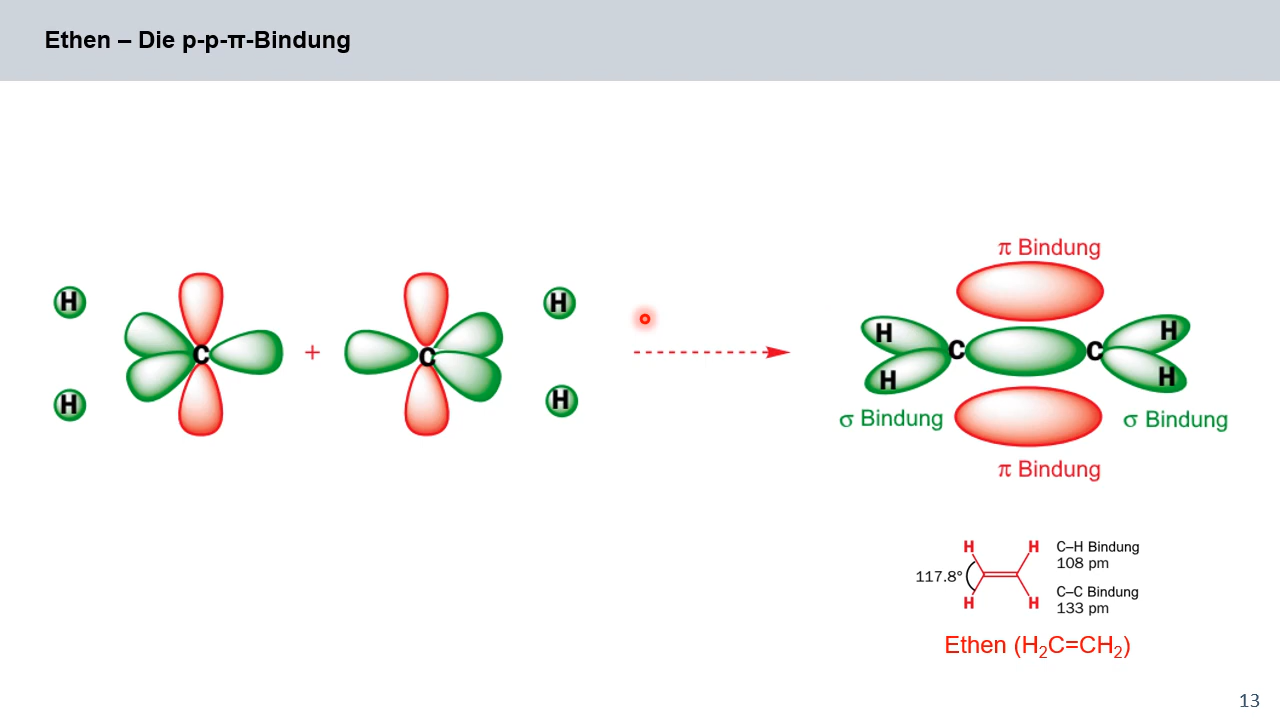 Ethen – Die p-p-π-Bindung
H
H
C
+
C
H
H
π Bindung
H
H
C
C
H
H
σ Bindung
σ Bindung
π Bindung
H
H
117.8°
H
H
C–H Bindung
108 pm
C–C Bindung
133 pm
Ethen (H₂C=CH₂)
13